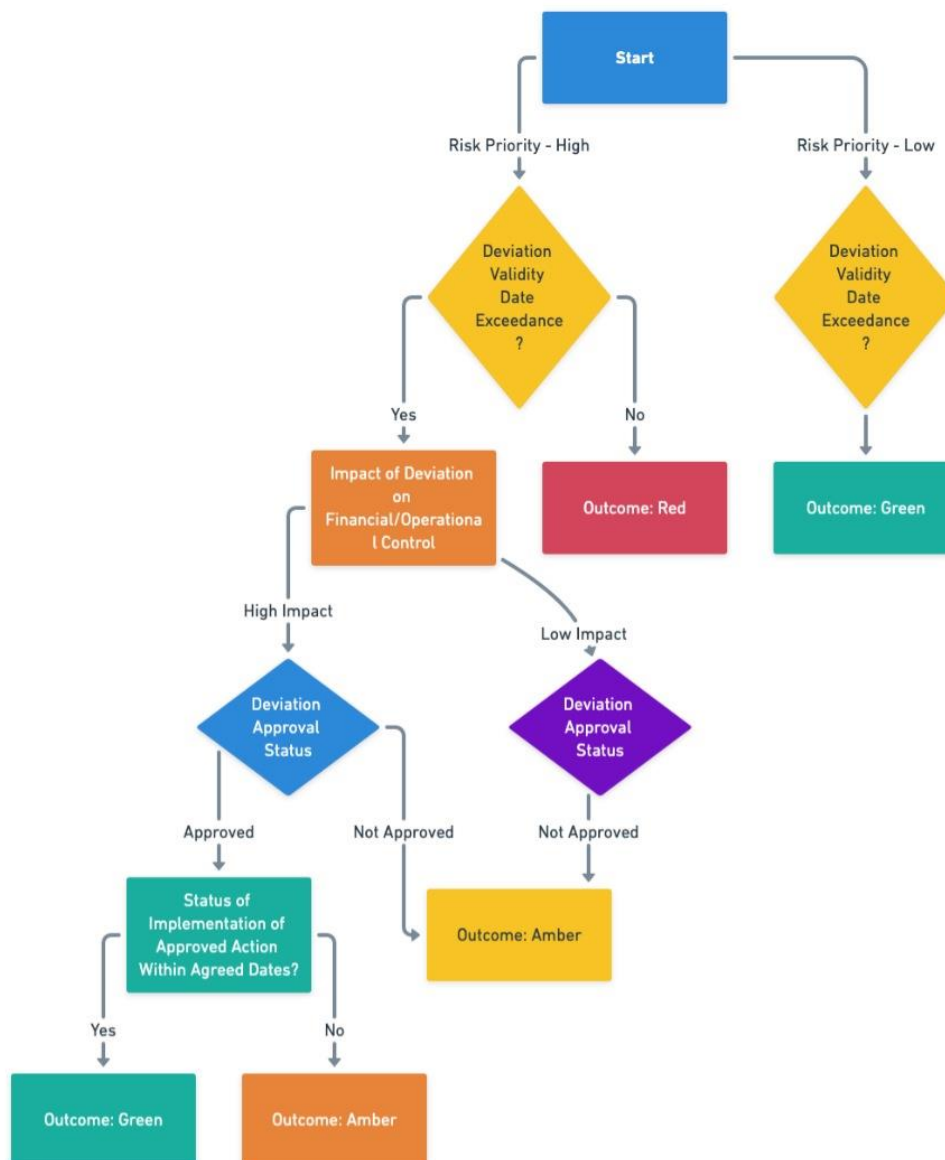 Start
Risk Priority - High
Risk Priority - Low
Deviation
Validity
Date
Exceedance
?
Deviation
Validity
Date
Exceedance
?
Yes
No
Impact of Deviation
on
Financial/Operationa
l Control
Outcome: Red
Outcome: Green
High Impact
Low Impact
Deviation
Approval
Status
Deviation
Approval
Status
Approved
Not Approved
Not Approved
Status of
Implementation of
Approved Action
Within Agreed Dates?
Outcome: Amber
Yes
No
Outcome: Green
Outcome: Amber